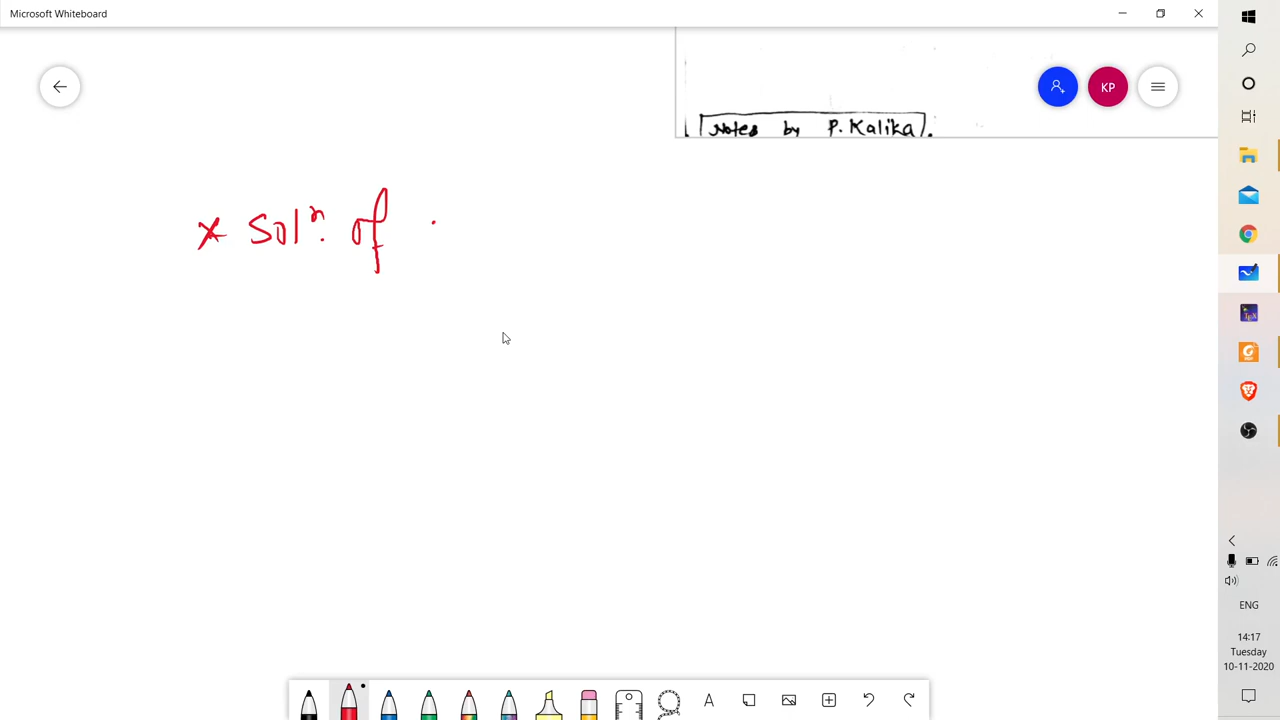 Microsoft Whiteboard
KP
Notes by P. Kalika
* Solⁿ. of
A
ENG
14:17
Tuesday
10-11-2020